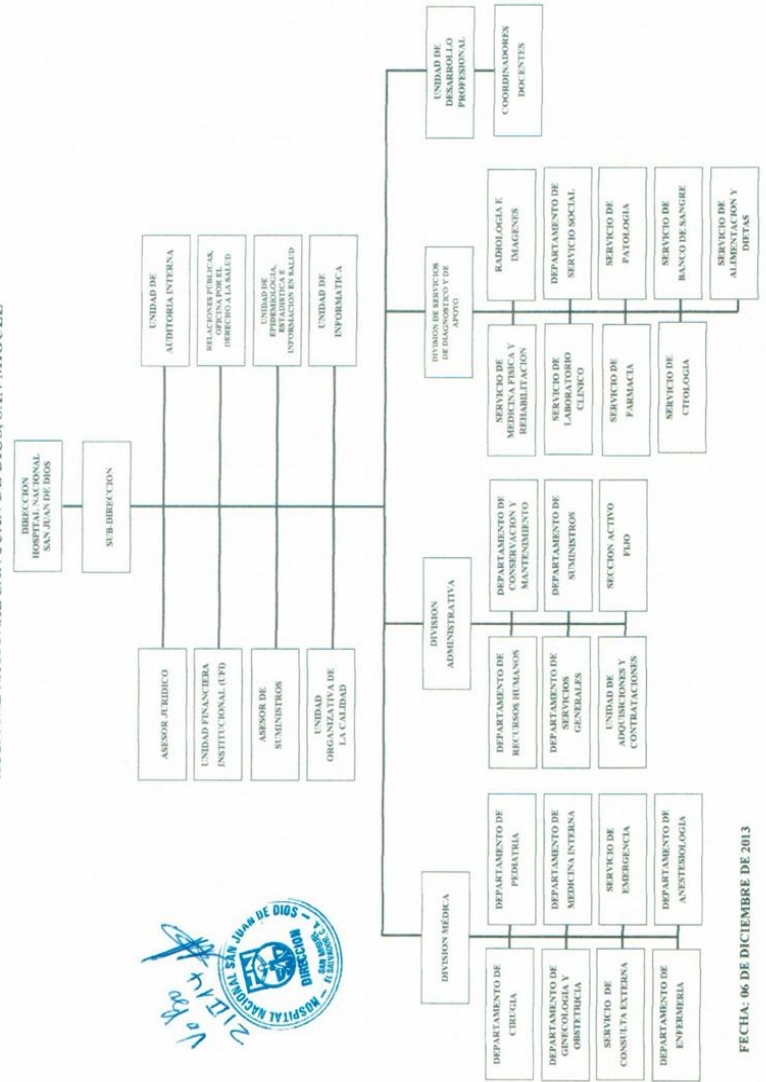 DIRECCION
HOSPITAL NACIONAL
SAN JUAN DE DIOS
SUB-DIRECCION
ASESOR JURIDICO
UNIDAD DE
AUDITORIA INTERNA
UNIDAD FINANCIERA
INSTITUCIONAL (UFI)
RELACIONES PUBLICAS,
OFICINA POR EL
DERECHO A LA SALUD
ASESOR DE
SUMINISTROS
UNIDAD DE
EPIDEMIOLOGIA,
ESTADISTICA E
INFORMACION EN SALUD
UNIDAD
ORGANIZATIVA DE
LA CALIDAD
UNIDAD DE
INFORMATICA
Vo Bo
HOSPITAL NACIONAL SAN JUAN DE DIOS
DIRECCION
SAN MIGUEL
EL SALVADOR, C.A.
DIVISION MÉDICA
DEPARTAMENTO DE
CIRUGIA
DEPARTAMENTO DE
PEDIATRIA
DEPARTAMENTO DE
GINECOLOGIA Y
OBSTETRICIA
DEPARTAMENTO DE
MEDICINA INTERNA
SERVICIO DE
CONSULTA EXTERNA
SERVICIO DE
EMERGENCIA
DEPARTAMENTO DE
ENFERMERIA
DEPARTAMENTO DE
ANESTESIOLOGIA
DIVISION
ADMINISTRATIVA
DEPARTAMENTO DE
RECURSOS HUMANOS
DEPARTAMENTO DE
CONSERVACION Y
MANTENIMIENTO
DEPARTAMENTO DE
SERVICIOS
GENERALES
DEPARTAMENTO DE
SUMINISTROS
UNIDAD DE
ADQUISICIONES Y
CONTRATACIONES
SECCION ACTIVO
FIJO
DIVISION DE SERVICIOS
DE DIAGNOSTICO Y DE
APOYO
SERVICIO DE
MEDICINA FISICA Y
REHABILITACION
RADIOLOGIA E
IMAGENES
SERVICIO DE
LABORATORIO
CLINICO
DEPARTAMENTO DE
SERVICIO SOCIAL
SERVICIO DE
FARMACIA
SERVICIO DE
PATOLOGIA
SERVICIO DE
CITOLOGIA
SERVICIO DE
BANCO DE SANGRE
SERVICIO DE
ALIMENTACION Y
DIETAS
UNIDAD DE
DESARROLLO
PROFESIONAL
COORDINADORES
DOCENTES
FECHA: 06 DE DICIEMBRE DE 2013